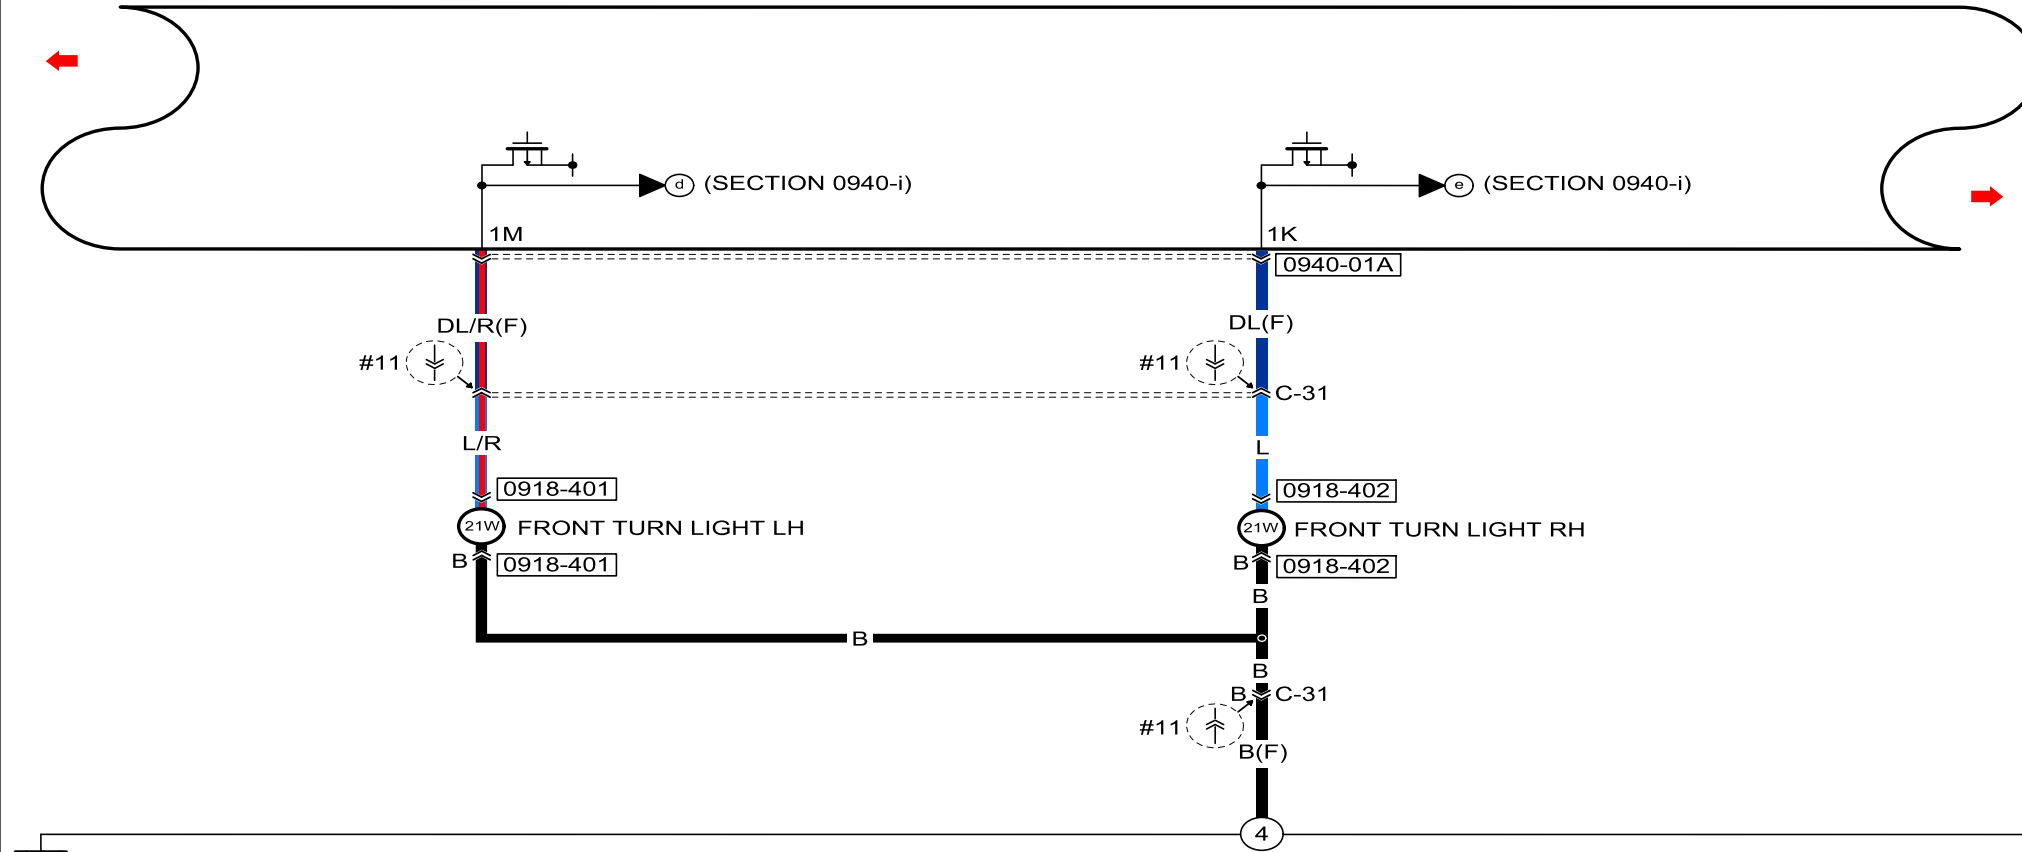 d (SECTION 0940-i)
e (SECTION 0940-i)
1M
1K
0940-01A
DL/R(F)
DL(F)
#11
#11
C-31
L/R
L
0918-401
0918-402
21W FRONT TURN LIGHT LH
21W FRONT TURN LIGHT RH
B 0918-401
B 0918-402
B
B
B
B C-31
#11
B(F)
4